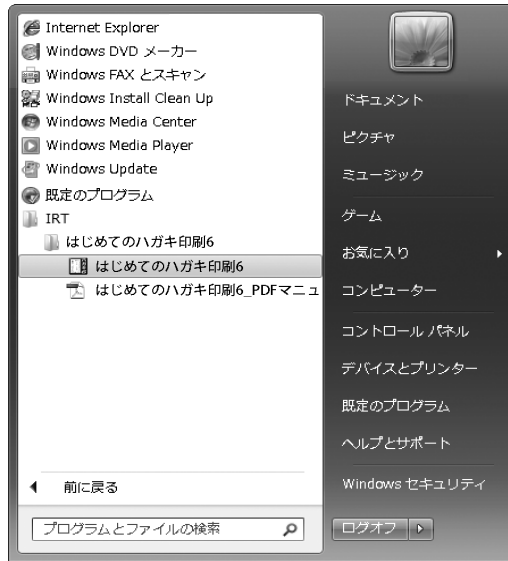 Internet Explorer
Windows DVD メーカー
Windows FAX とスキャン
Windows Install Clean Up
Windows Media Center
Windows Media Player
Windows Update
既定のプログラム
IRT
はじめてのハガキ印刷6
はじめてのハガキ印刷6
はじめてのハガキ印刷6_PDFマニュ
前に戻る
プログラムとファイルの検索
ドキュメント
ピクチャ
ミュージック
ゲーム
お気に入り
コンピューター
コントロール パネル
デバイスとプリンター
既定のプログラム
ヘルプとサポート
Windows セキュリティ
ログオフ